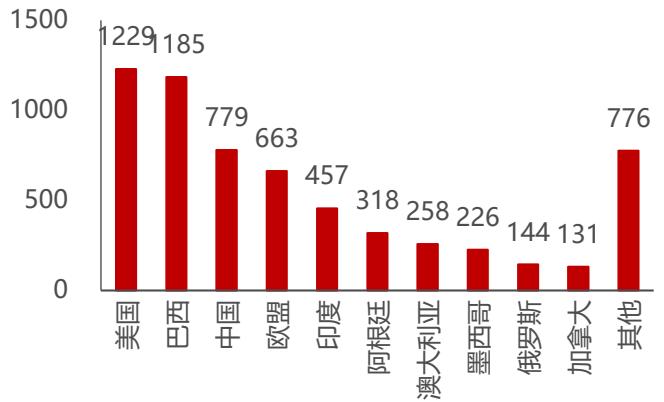 1500
1000
500
0
1229
1185
779
663
457
318
258
226
144
131
776
美国
巴西
中国
欧盟
印度
阿根廷
澳大利亚
墨西哥
俄罗斯
加拿大
其他